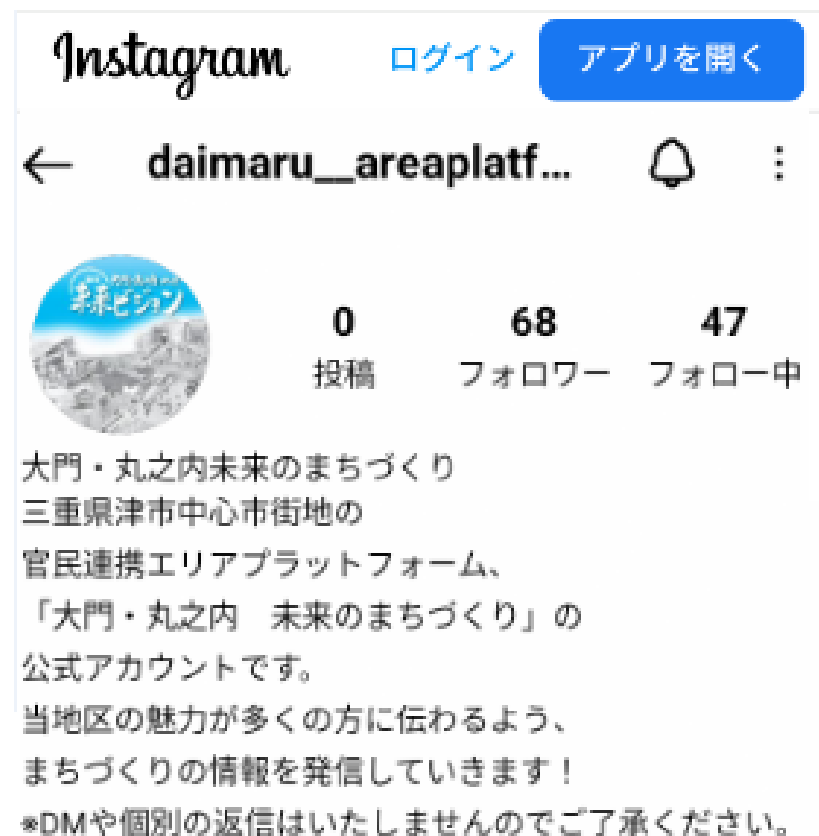 Instagram ログイン アプリを開く
daimaru__areaplatf...
未来ビジョン
0 68 47
投稿 フォロワー フォロー中
大門・丸之内未来のまちづくり
三重県津市中心市街地の
官民連携エリアプラットフォーム、
「大門・丸之内　未来のまちづくり」の
公式アカウントです。
当地区の魅力が多くの方に伝わるよう、
まちづくりの情報を発信していきます！
※DMや個別の返信はいたしませんのでご了承ください。